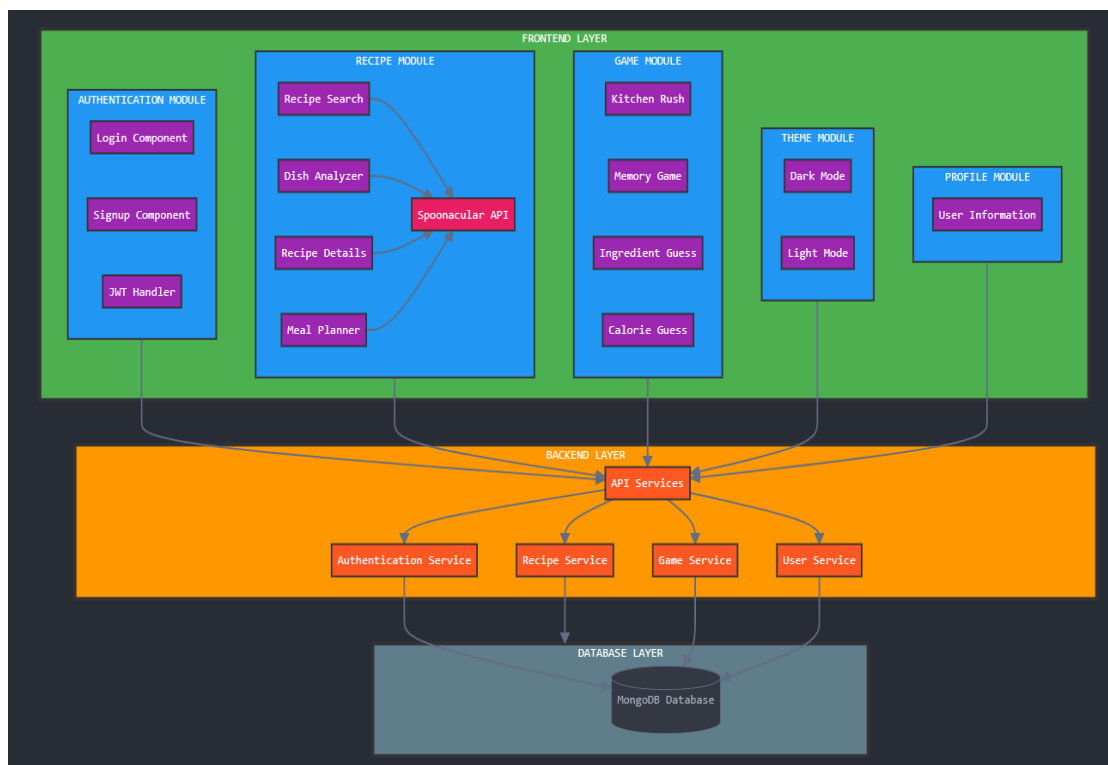 FRONTEND LAYER
AUTHENTICATION MODULE
Login Component
Signup Component
JWT Handler
RECIPE MODULE
Recipe Search
Dish Analyzer
Recipe Details
Meal Planner
Spoonacular API
GAME MODULE
Kitchen Rush
Memory Game
Ingredient Guess
Calorie Guess
THEME MODULE
Dark Mode
Light Mode
PROFILE MODULE
User Information
BACKEND LAYER
API Services
Authentication Service
Recipe Service
Game Service
User Service
DATABASE LAYER
MongoDB Database